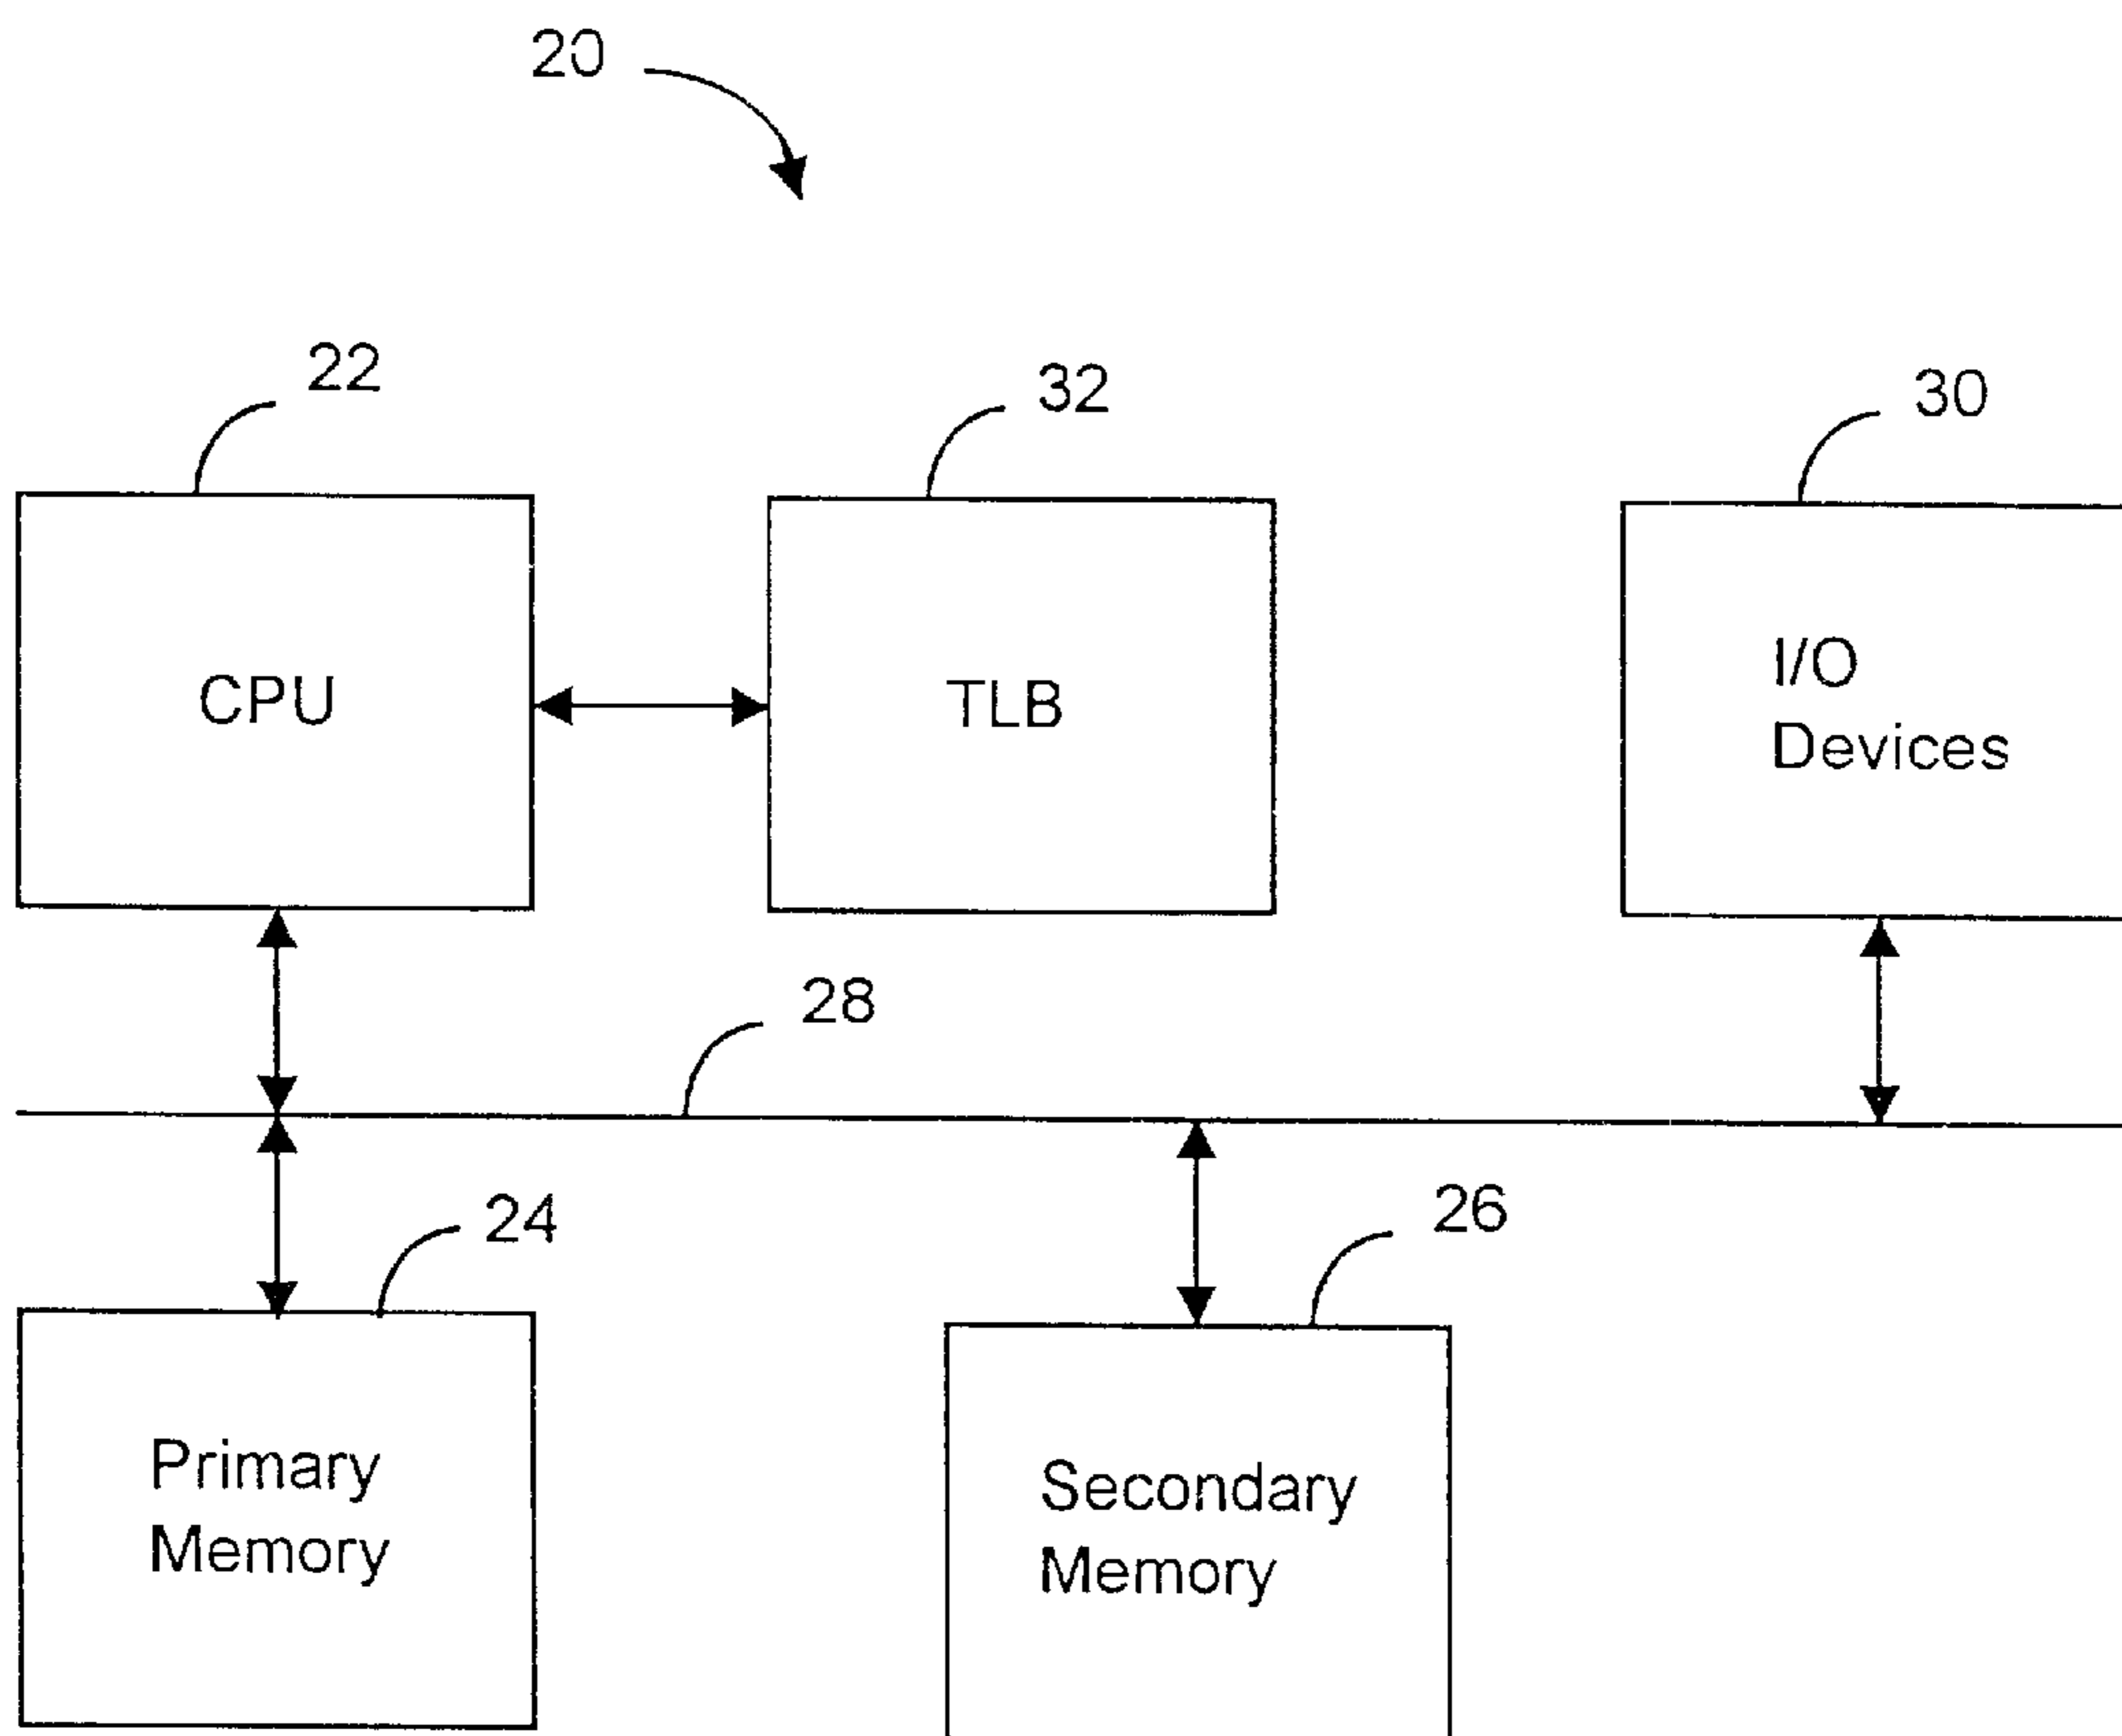 20
22
32
30
CPU
TLB
I/O
Devices
28
24
26
Primary
Memory
Secondary
Memory